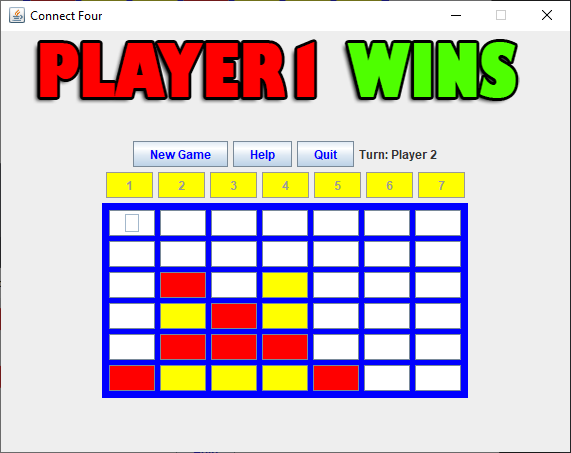 Connect Four
PLAYER1 WINS
New Game Help Quit Turn: Player 2
1 2 3 4 5 6 7